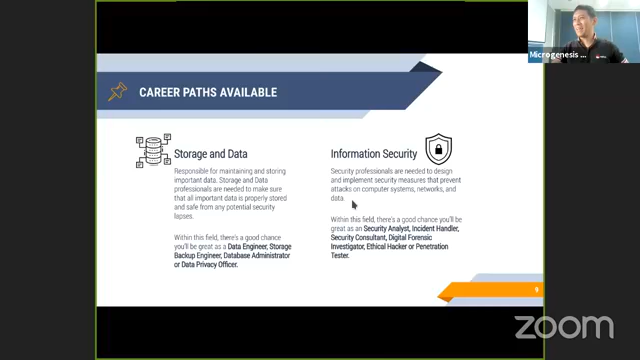 Microgenesis ...
CAREER PATHS AVAILABLE
Storage and Data
Responsible for maintaining and storing
important data. Storage and Data
professionals are needed to make sure
that all important data is properly stored
and safe from any potential security
lapses.
Within this field, there's a good chance
you'll be great as a Data Engineer, Storage
Backup Engineer, Database Administrator
or Data Privacy Officer.
Information Security
Security professionals are needed to design
and implement security measures that prevent
attacks on computer systems, networks, and
data.
Within this field, there's a good chance you'll be
great as an Security Analyst, Incident Handler,
Security Consultant, Digital Forensic
Investigator, Ethical Hacker or Penetration
Tester.
9
zoom